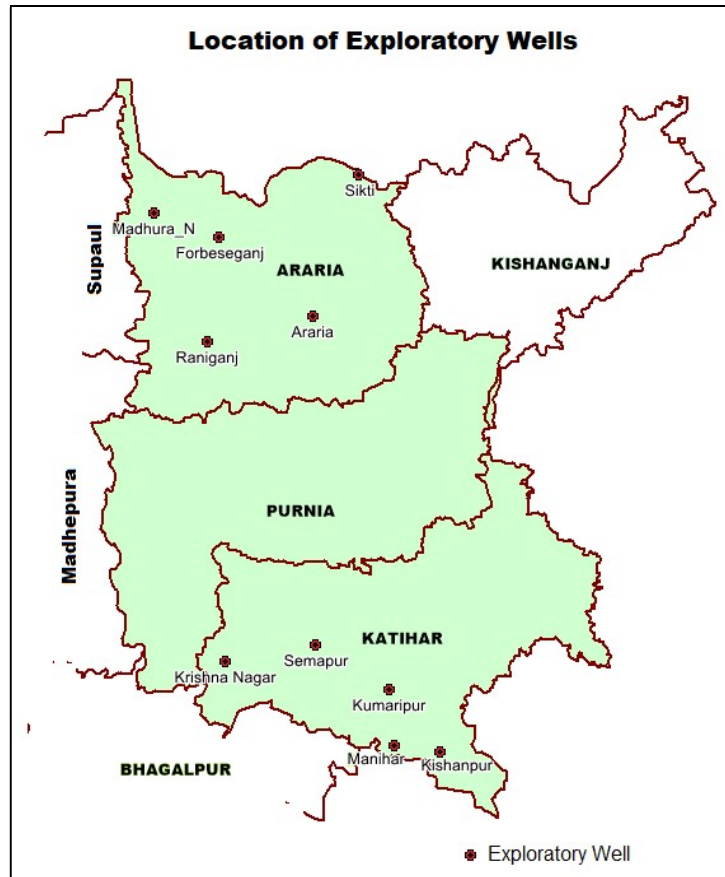 Location of Exploratory Wells
Sikti
Madhura_N
Forbeseganj
Supaul
ARARIA
KISHANGANJ
Araria
Raniganj
Madhepura
PURNIA
KATIHAR
Semapur
Krishna Nagar
Kumaripur
Manihar
Kishanpur
BHAGALPUR
Exploratory Well